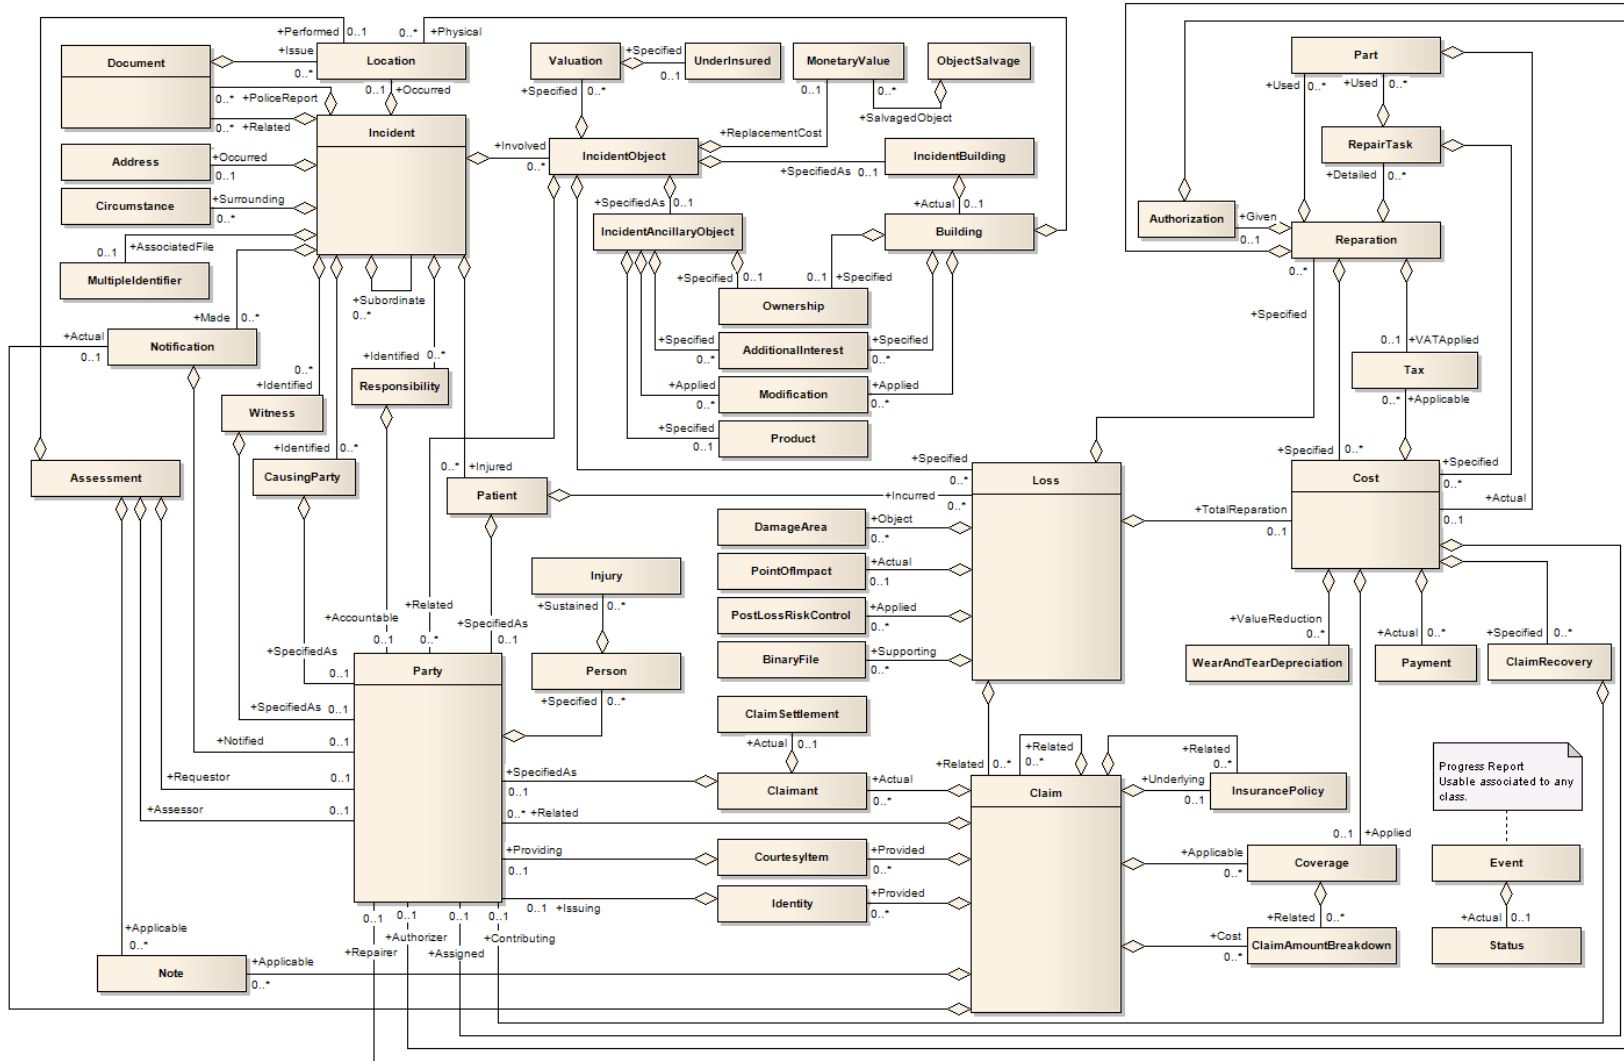 +Performed
0..1
0..*
+Physical
Document
+Issue
0..*
Location
0..1
+Occurred
0..*
+PoliceReport
0..*
+Related
Incident
Address
+Occurred
0..1
Circumstance
+Surrounding
0..*
+AssociatedFile
0..1
MultipleIdentifier
+Subordinate
0..*
+Made
0..*
+Actual
0..1
Notification
0..*
+Identified
Witness
+Identified
0..*
Responsibility
+Identified
0..*
CausingParty
Assessment
0..*
+Injured
Patient
Valuation
+Specified
0..1
UnderInsured
+Specified
0..*
MonetaryValue
ObjectSalvage
0..1
0..*
+SalvagedObject
+ReplacementCost
+Involved
0..*
IncidentObject
+SpecifiedAs
0..1
IncidentBuilding
+SpecifiedAs
0..1
+Actual
0..1
IncidentAncillaryObject
Building
+Specified
0..1
0..1
+Specified
Ownership
+Specified
0..*
AdditionalInterest
+Specified
0..*
+Applied
0..*
Modification
+Applied
0..*
+Specified
0..1
Product
Part
+Used
0..*
+Used
0..*
RepairTask
+Detailed
0..*
Authorization
+Given
0..1
Reparation
0..*
+Specified
0..1
+VATApplied
Tax
0..*
+Applicable
+Specified
0..*
Cost
+Specified
0..*
+Actual
0..1
+Specified
0..*
Loss
+Incurred
0..*
+TotalReparation
0..1
DamageArea
+Object
0..*
PointOfImpact
+Actual
0..1
PostLossRiskControl
+Applied
0..*
BinaryFile
+Supporting
0..*
Injury
+Sustained
0..*
Person
+Specified
0..*
+Accountable
0..1
+Related
0..*
+SpecifiedAs
0..1
+SpecifiedAs
0..1
Party
+SpecifiedAs
0..1
+Notified
0..1
+Requestor
0..1
+Assessor
0..1
+ValueReduction
0..*
WearAndTearDepreciation
+Actual
0..*
Payment
+Specified
0..*
ClaimRecovery
ClaimSettlement
+Actual
0..1
+SpecifiedAs
0..1
Claimant
+Actual
0..*
0..*
+Related
+Related
0..*
+Related
0..*
Claim
+Related
0..*
+Underlying
0..1
InsurancePolicy
Progress Report
Usable associated to any
class.
+Providing
0..1
CourtesyItem
+Provided
0..*
0..1
+Issuing
Identity
+Provided
0..*
0..1
+Applied
+Applicable
0..*
Coverage
+Related
0..*
+Cost
0..*
ClaimAmountBreakdown
Event
+Actual
0..1
Status
0..1
0..1
0..1
0..1
+Repairer
+Authorizer
+Assigned
+Contributing
+Applicable
0..*
Note
+Applicable
0..*